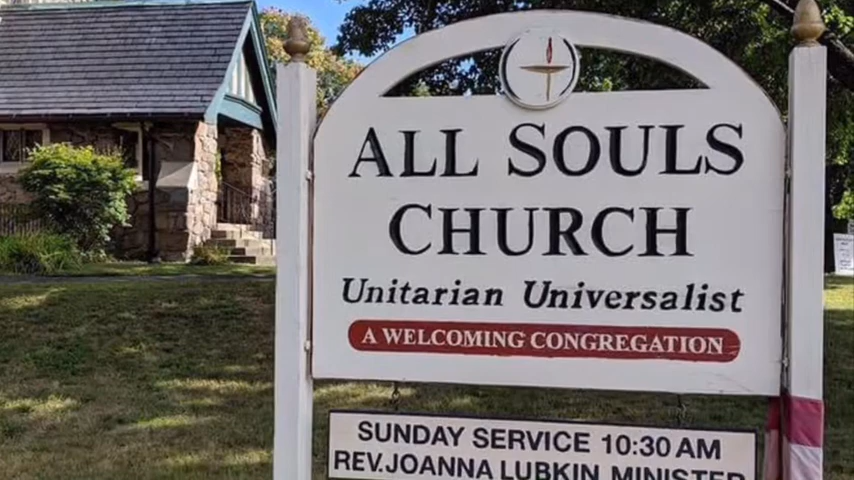 ALL SOULS
CHURCH
Unitarian Universalist
A WELCOMING CONGREGATION
SUNDAY SERVICE 10:30 AM
REV. JOANNA LUBKIN MINISTER